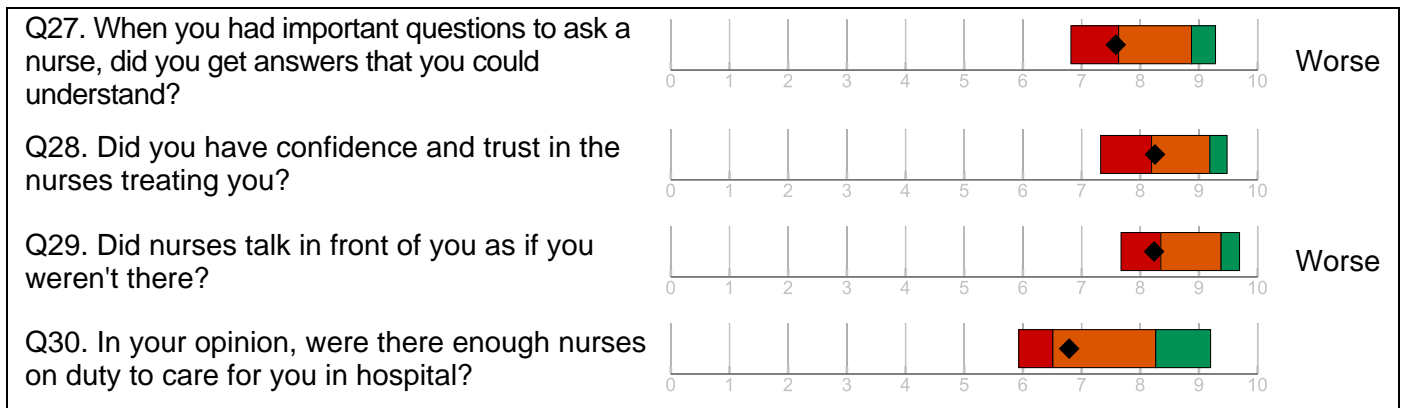 Q27. When you had important questions to ask a
nurse, did you get answers that you could
understand?
0 1 2 3 4 5 6 7 8 9 10
Worse
Q28. Did you have confidence and trust in the
nurses treating you?
0 1 2 3 4 5 6 7 8 9 10
Q29. Did nurses talk in front of you as if you
weren't there?
0 1 2 3 4 5 6 7 8 9 10
Worse
Q30. In your opinion, were there enough nurses
on duty to care for you in hospital?
0 1 2 3 4 5 6 7 8 9 10